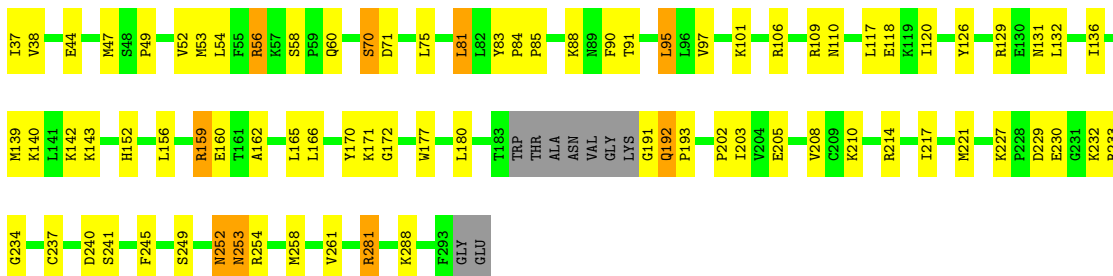 I37 V38 E44 M47 S48 P49 V52 M53 L54 F55 R56 K57 S58 P59 Q60 S70 D71 L75 L81 L82 Y83 P84 P85 K88 N89 F90 T91 L95 L96 V97 K101 R106 R109 N110 L117 E118 K119 I120 Y126 R129 E130 N131 L132 I136
M139 K140 L141 K142 K143 H152 L156 R159 E160 T161 A162 L165 L166 Y170 K171 G172 W177 L180 T183 TRP THR ALA ASN VAL GLY LYS G191 Q192 P193 P202 I203 V204 E205 V208 C209 K210 R214 I217 M221 K227 P228 D229 E230 G231 K232
G234 C237 D240 S241 F245 S249 N252 N253 R254 M258 V261 R281 K288 F293 GLY GLU